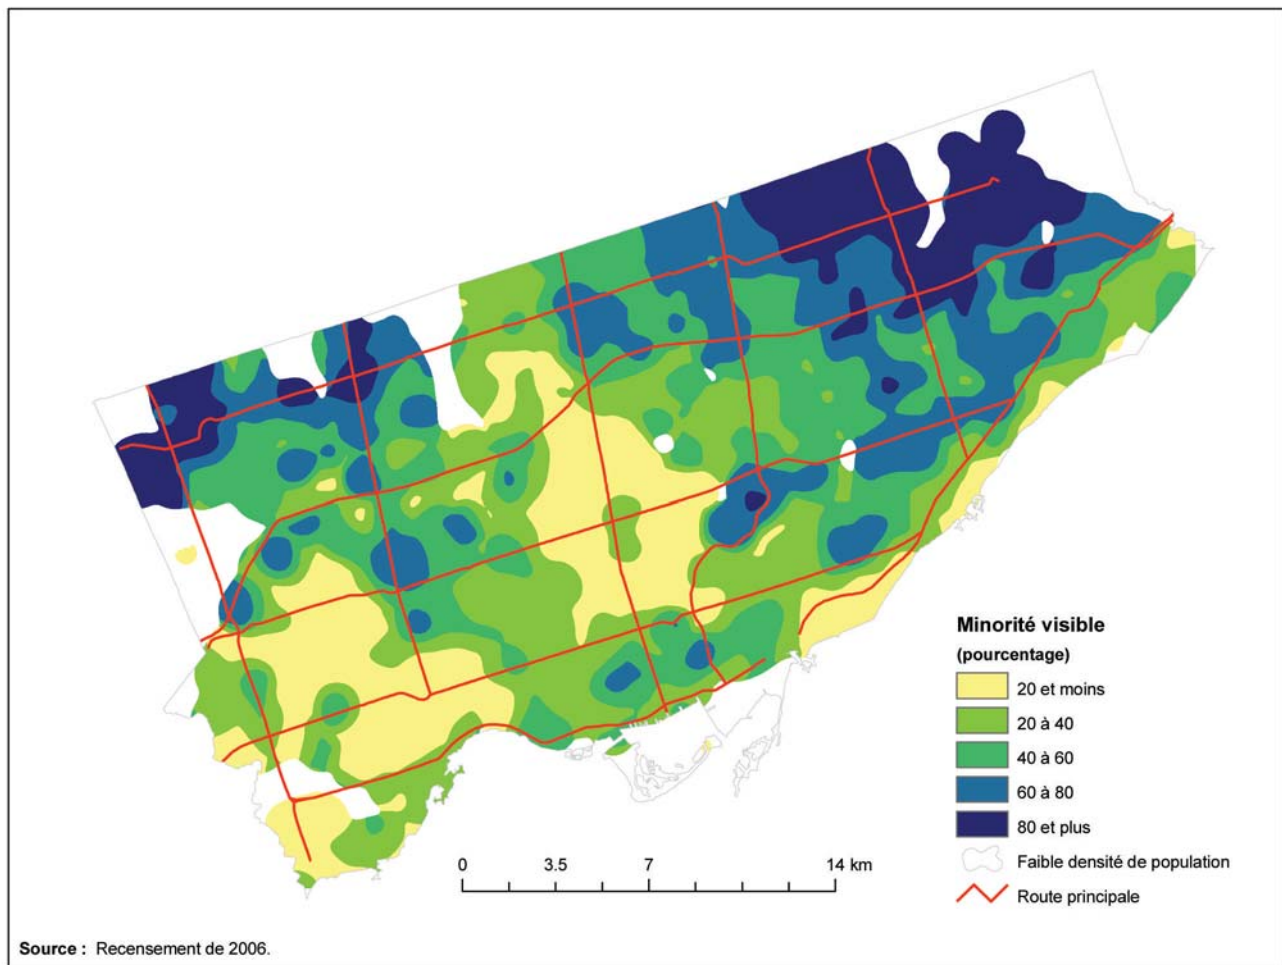 Minorité visible
(pourcentage)
20 et moins
20 à 40
40 à 60
60 à 80
80 et plus
Faible densité de population
Route principale
0 3.5 7 14 km
Source : Recensement de 2006.